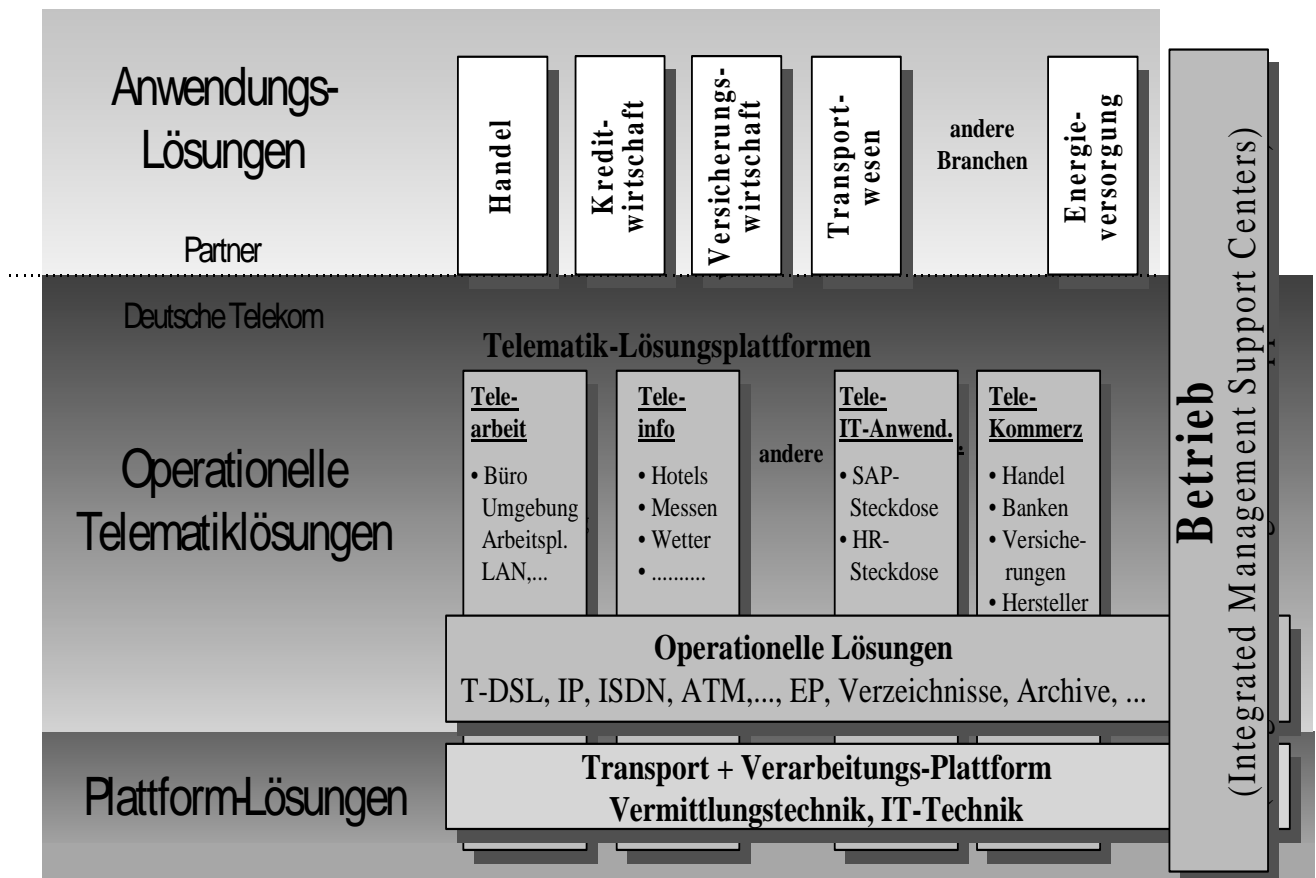 Anwendungs-
Lösungen
Partner
Handel
Kredit-
wirtschaft
Versicherungs-
wirtschaft
Transport-
wesen
andere
Branchen
Energie-
versorgung
Deutsche Telekom
Telematik-Lösungsplattformen
Operationelle
Telematiklösungen
Tele-
arbeit
• Büro
Umgebung
Arbeitspl.
LAN,...
Tele-
info
• Hotels
• Messen
• Wetter
• ..........
andere
Tele-
IT-Anwend.
• SAP-
Steckdose
• HR-
Steckdose
Tele-
Kommerz
• Handel
• Banken
• Versiche-
rungen
• Hersteller
Operationelle Lösungen
T-DSL, IP, ISDN, ATM,..., EP, Verzeichnisse, Archive, ...
Plattform-Lösungen
Transport + Verarbeitungs-Plattform
Vermittlungstechnik, IT-Technik
Betrieb
(Integrated Management Support Centers)